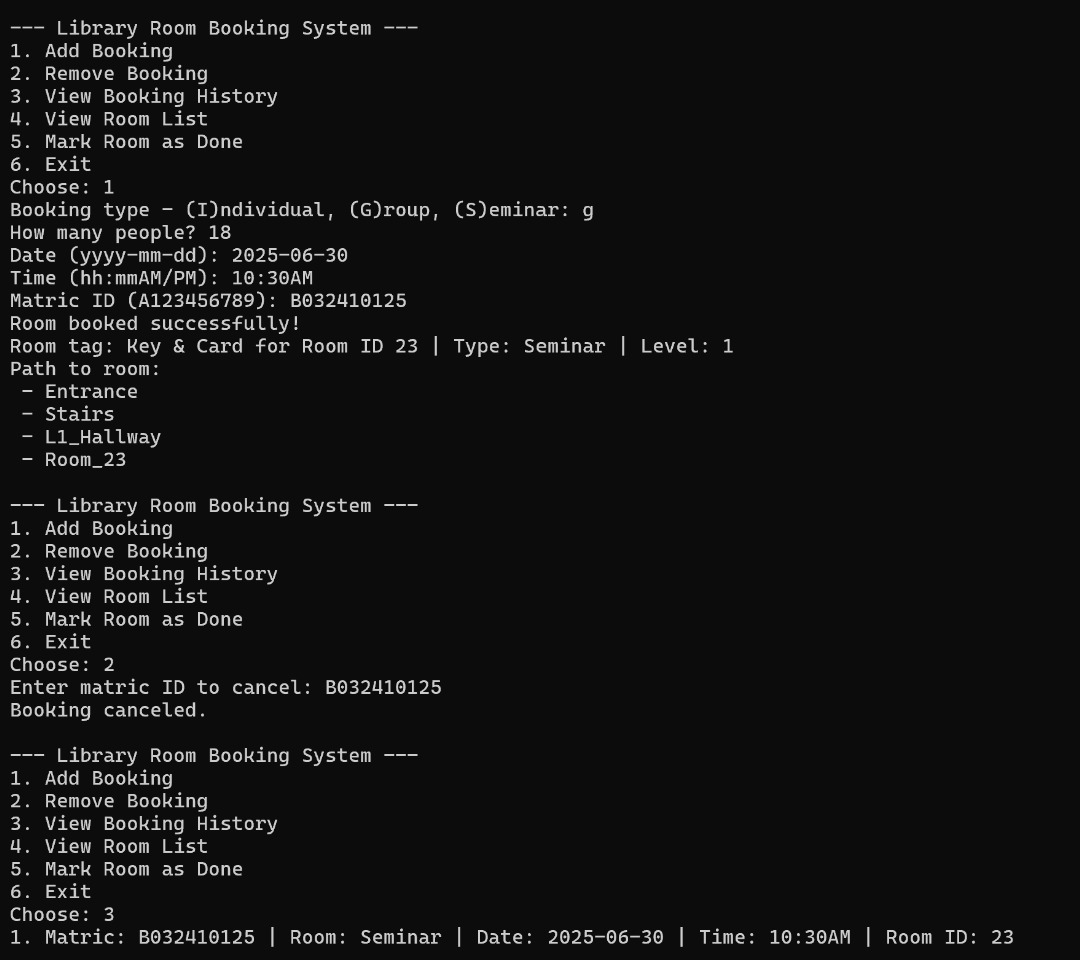 --- Library Room Booking System ---
1. Add Booking
2. Remove Booking
3. View Booking History
4. View Room List
5. Mark Room as Done
6. Exit
Choose: 1
Booking type - (I)ndividual, (G)roup, (S)eminar: g
How many people? 18
Date (yyyy-mm-dd): 2025-06-30
Time (hh:mmAM/PM): 10:30AM
Matric ID (A123456789): B032410125
Room booked successfully!
Room tag: Key & Card for Room ID 23 | Type: Seminar | Level: 1
Path to room:
 - Entrance
 - Stairs
 - L1_Hallway
 - Room_23
--- Library Room Booking System ---
1. Add Booking
2. Remove Booking
3. View Booking History
4. View Room List
5. Mark Room as Done
6. Exit
Choose: 2
Enter matric ID to cancel: B032410125
Booking canceled.
--- Library Room Booking System ---
1. Add Booking
2. Remove Booking
3. View Booking History
4. View Room List
5. Mark Room as Done
6. Exit
Choose: 3
1. Matric: B032410125 | Room: Seminar | Date: 2025-06-30 | Time: 10:30AM | Room ID: 23